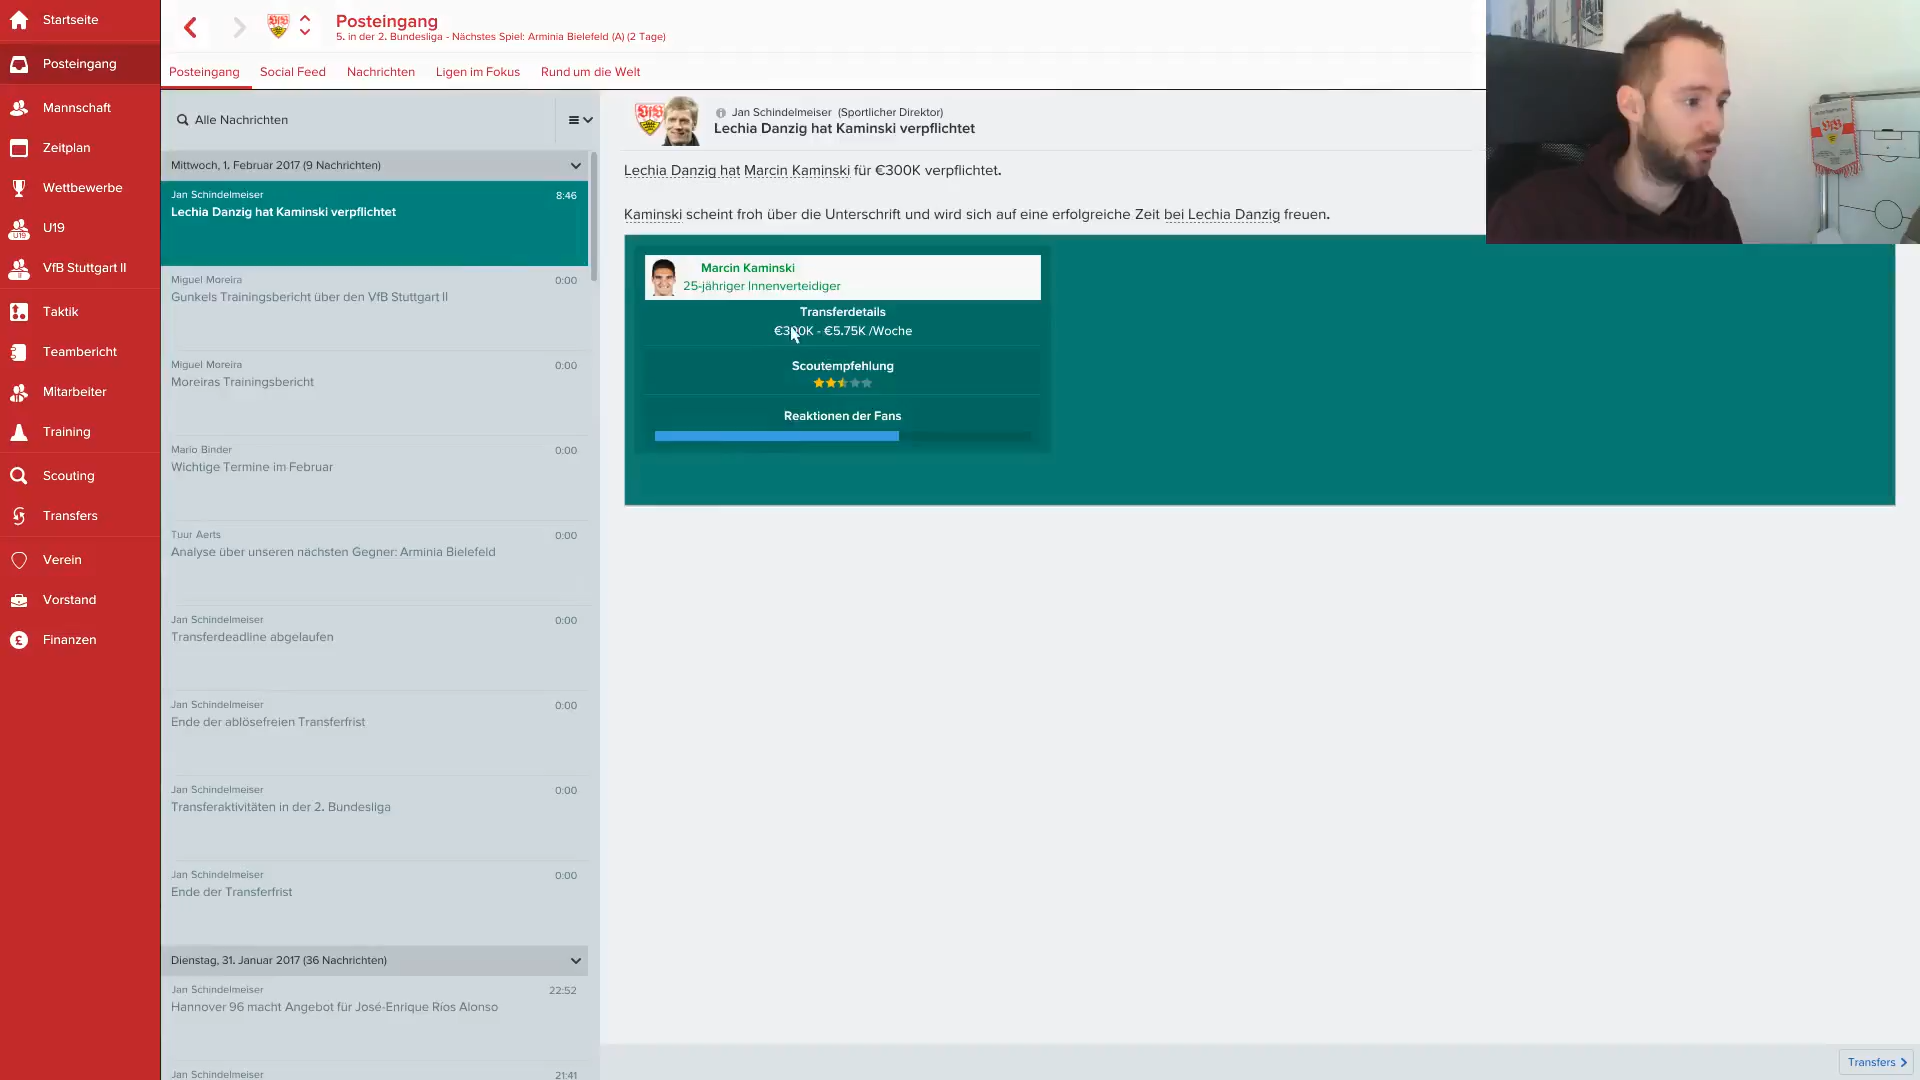 Startseite
Posteingang
Mannschaft
Zeitplan
Wettbewerbe
U19
VfB Stuttgart II
Taktik
Teambericht
Mitarbeiter
Training
Scouting
Transfers
Verein
Vorstand
Finanzen
Posteingang
5. in der 2. Bundesliga - Nächstes Spiel: Arminia Bielefeld (A) (2 Tage)
Posteingang Social Feed Nachrichten Ligen im Fokus Rund um die Welt
Alle Nachrichten
Mittwoch, 1. Februar 2017 (9 Nachrichten)
Jan Schindelmeiser 8:46
Lechia Danzig hat Kaminski verpflichtet
Miguel Moreira 0:00
Gunkels Trainingsbericht über den VfB Stuttgart II
Miguel Moreira 0:00
Moreiras Trainingsbericht
Mario Binder 0:00
Wichtige Termine im Februar
Tuur Aerts 0:00
Analyse über unseren nächsten Gegner: Arminia Bielefeld
Jan Schindelmeiser 0:00
Transferdeadline abgelaufen
Jan Schindelmeiser 0:00
Ende der ablösefreien Transferfrist
Jan Schindelmeiser 0:00
Transferaktivitäten in der 2. Bundesliga
Jan Schindelmeiser 0:00
Ende der Transferfrist
Dienstag, 31. Januar 2017 (36 Nachrichten)
Jan Schindelmeiser 22:52
Hannover 96 macht Angebot für José-Enrique Ríos Alonso
Jan Schindelmeiser 21:41
Jan Schindelmeiser (Sportlicher Direktor)
Lechia Danzig hat Kaminski verpflichtet
Lechia Danzig hat Marcin Kaminski für €300K verpflichtet.
Kaminski scheint froh über die Unterschrift und wird sich auf eine erfolgreiche Zeit bei Lechia Danzig freuen.
Marcin Kaminski
25-jähriger Innenverteidiger
Transferdetails
€300K - €5.75K /Woche
Scoutempfehlung
Reaktionen der Fans
Transfers